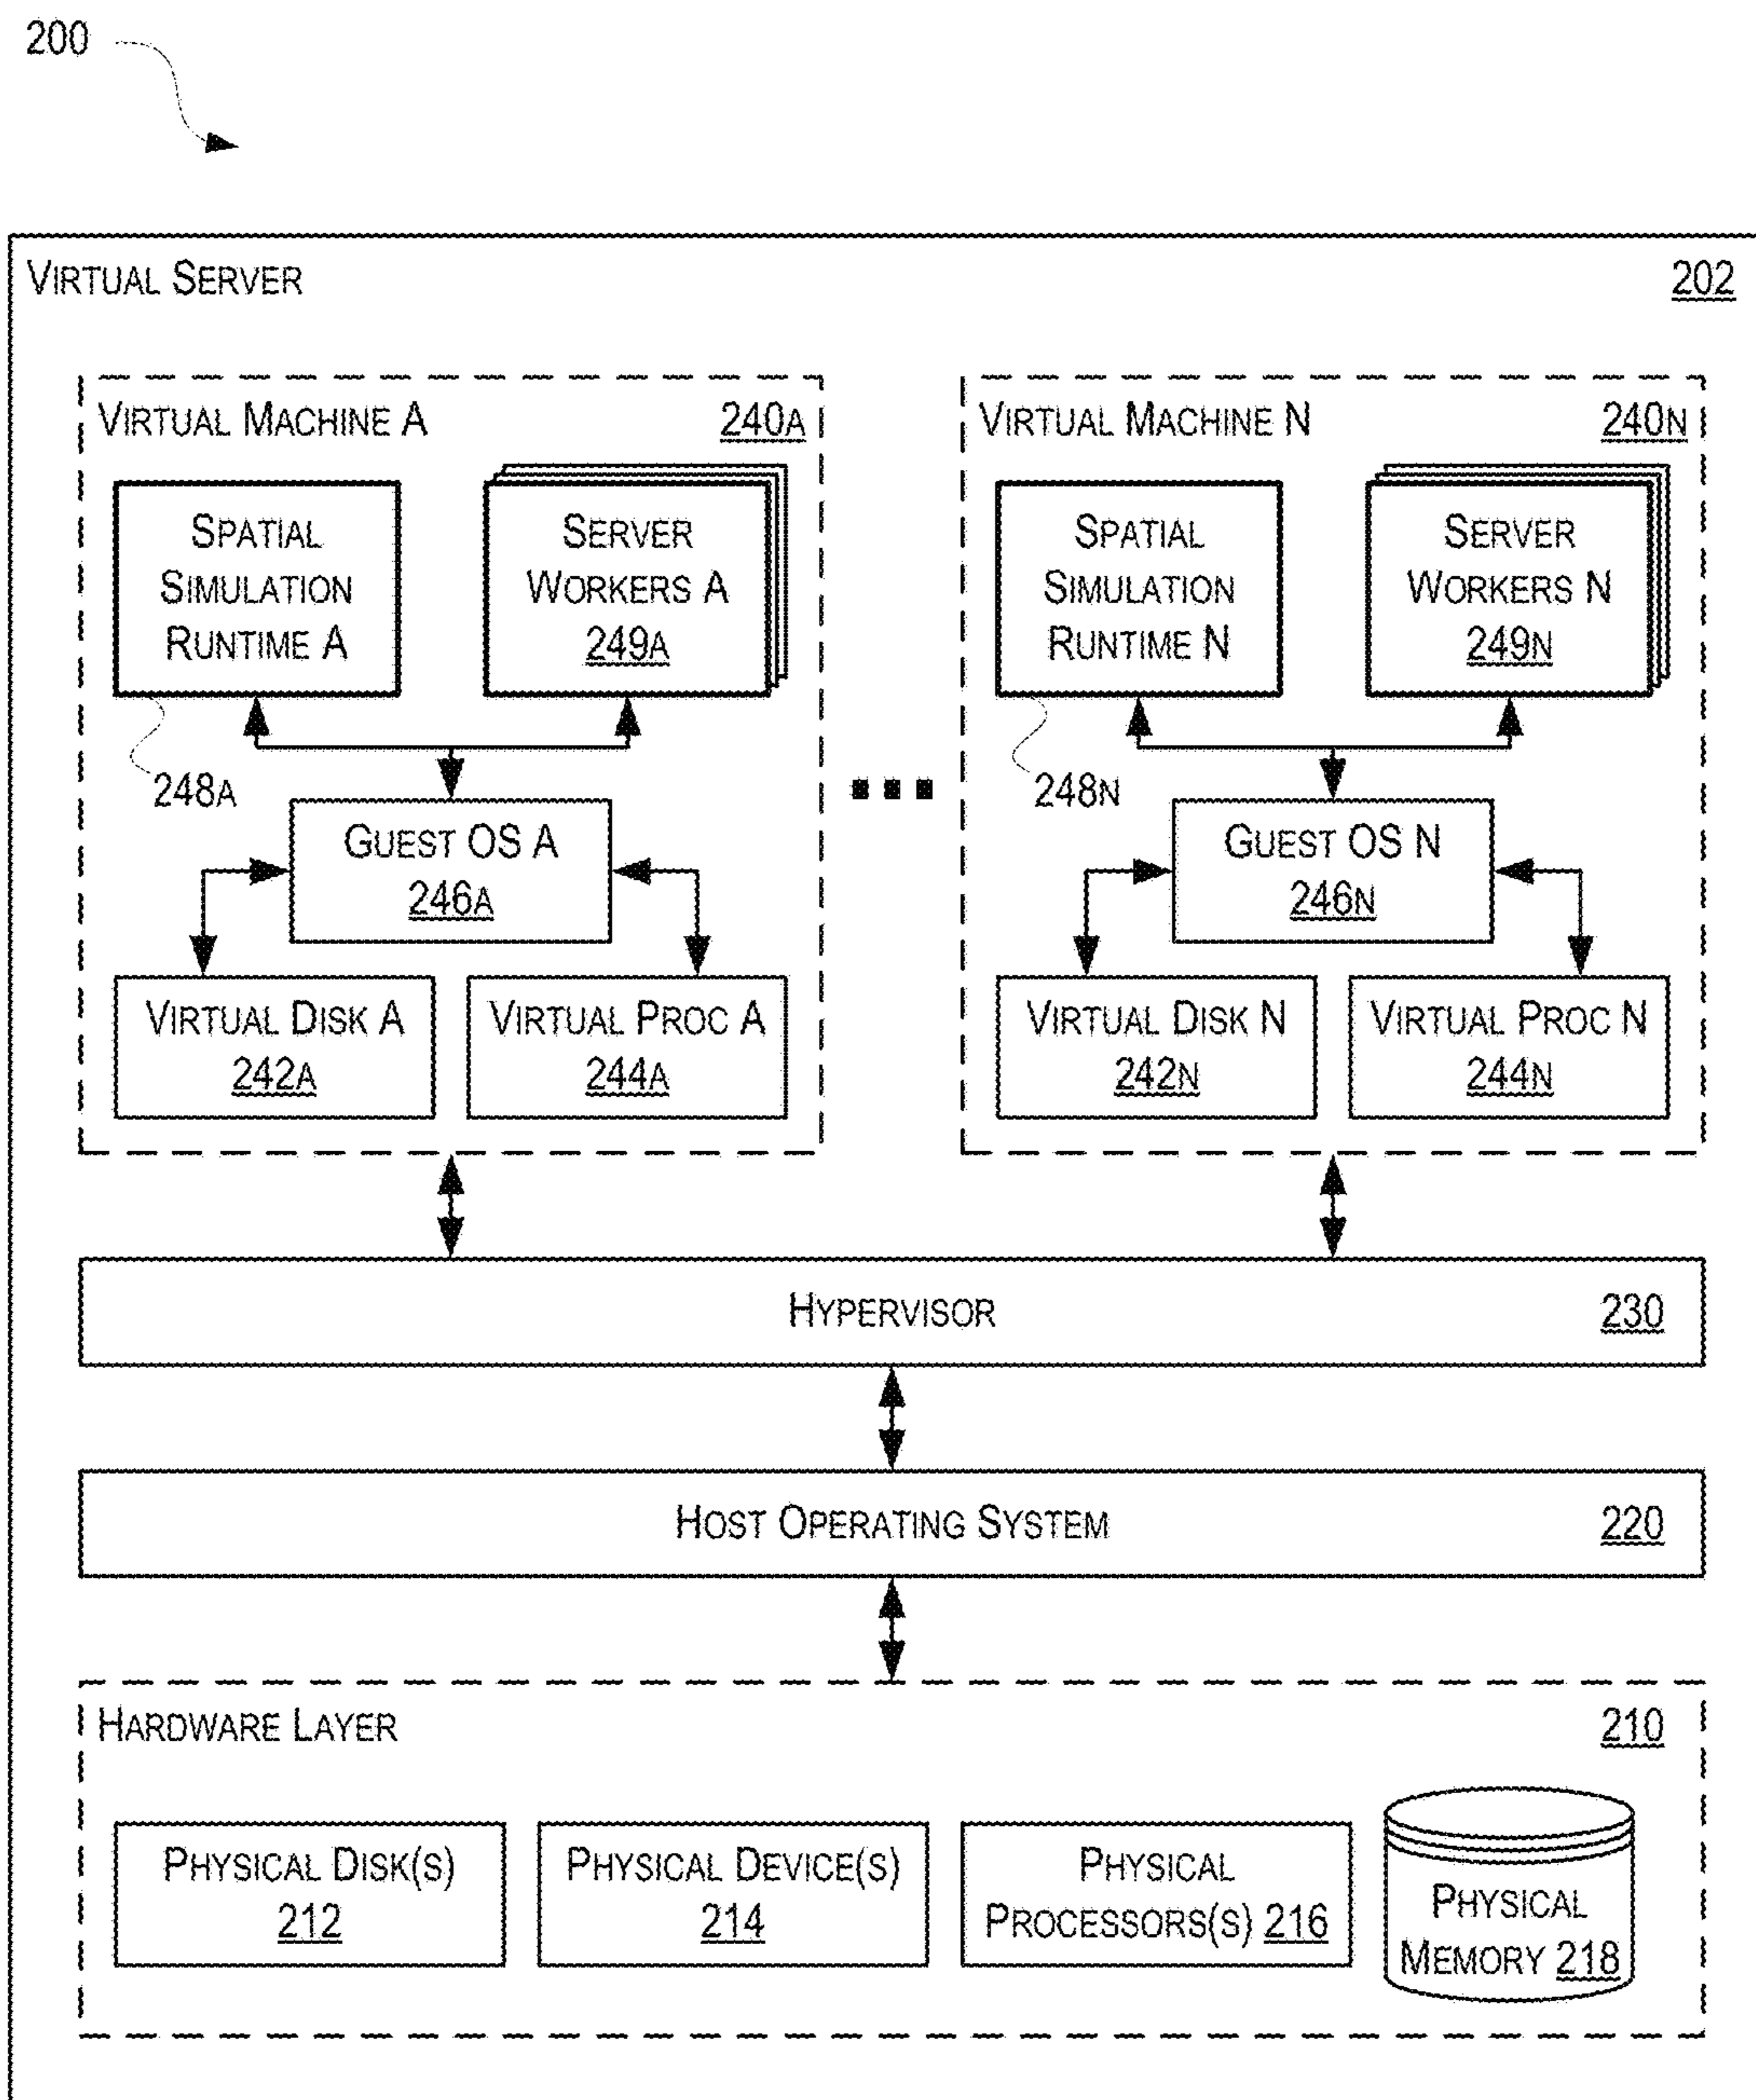 200
VIRTUAL SERVER 202
VIRTUAL MACHINE A 240A
SPATIAL
SIMULATION
RUNTIME A
248A
SERVER
WORKERS A
249A
GUEST OS A
246A
VIRTUAL DISK A
242A
VIRTUAL PROC A
244A
VIRTUAL MACHINE N 240N
SPATIAL
SIMULATION
RUNTIME N
248N
SERVER
WORKERS N
249N
GUEST OS N
246N
VIRTUAL DISK N
242N
VIRTUAL PROC N
244N
HYPERVISOR 230
HOST OPERATING SYSTEM 220
HARDWARE LAYER 210
PHYSICAL DISK(S)
212
PHYSICAL DEVICE(S)
214
PHYSICAL
PROCESSORS(S) 216
PHYSICAL
MEMORY 218